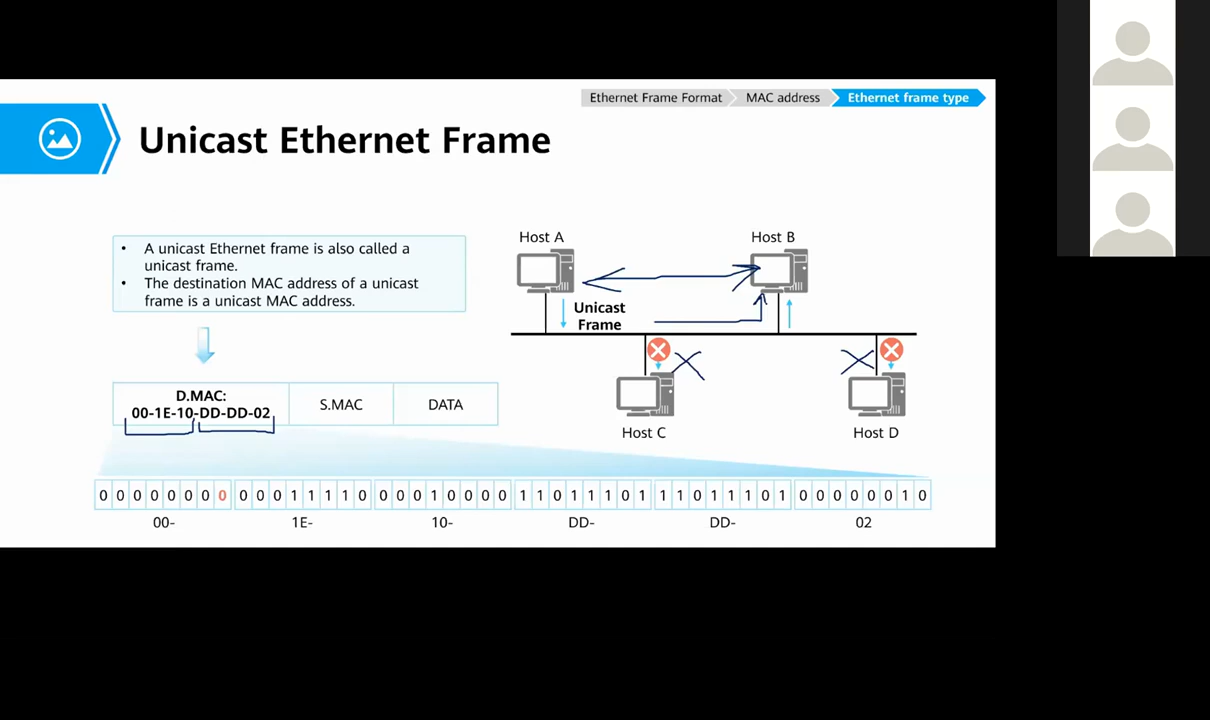 Ethernet Frame Format MAC address Ethernet frame type
Unicast Ethernet Frame
• A unicast Ethernet frame is also called a
unicast frame.
• The destination MAC address of a unicast
frame is a unicast MAC address.
Host A Host B
Unicast
Frame
Host C Host D
D.MAC:
00-1E-10-DD-DD-02
S.MAC
DATA
0 0 0 0 0 0 0 0 0 0 0 1 1 1 1 0 0 0 0 1 0 0 0 0 1 1 0 1 1 1 0 1 1 1 0 1 1 1 0 1 0 0 0 0 0 0 1 0
00- 1E- 10- DD- DD- 02